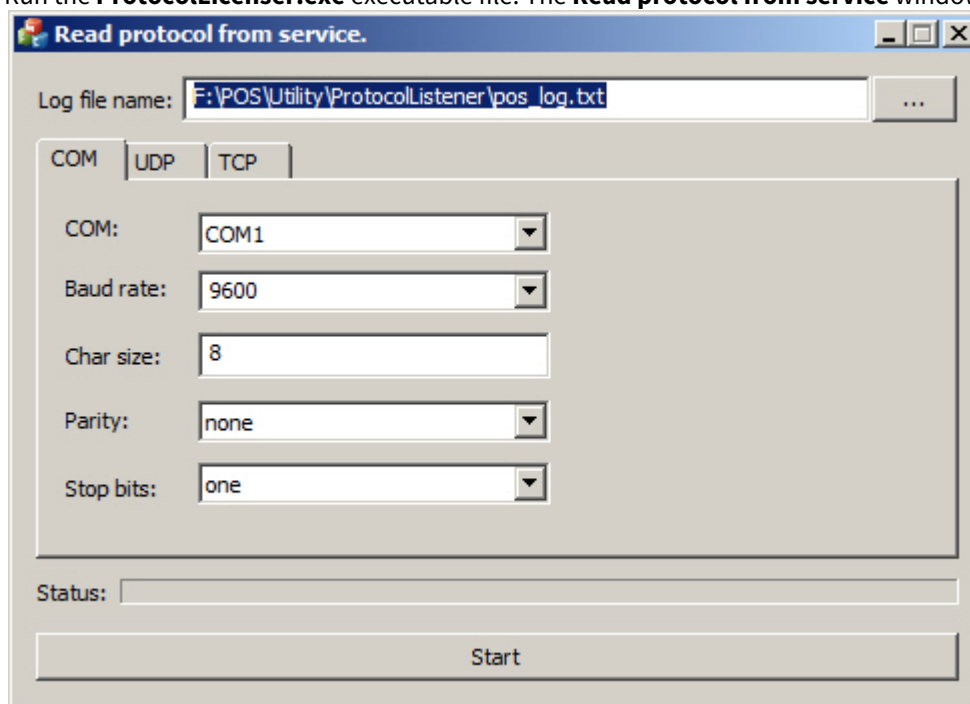 Run the ProtocolListener.exe executable file. The Read protocol from service window
Read protocol from service.
Log file name: F:\POS\Utility\ProtocolListener\pos_log.txt ...
COM UDP TCP
COM: COM1
Baud rate: 9600
Char size: 8
Parity: none
Stop bits: one
Status:
Start